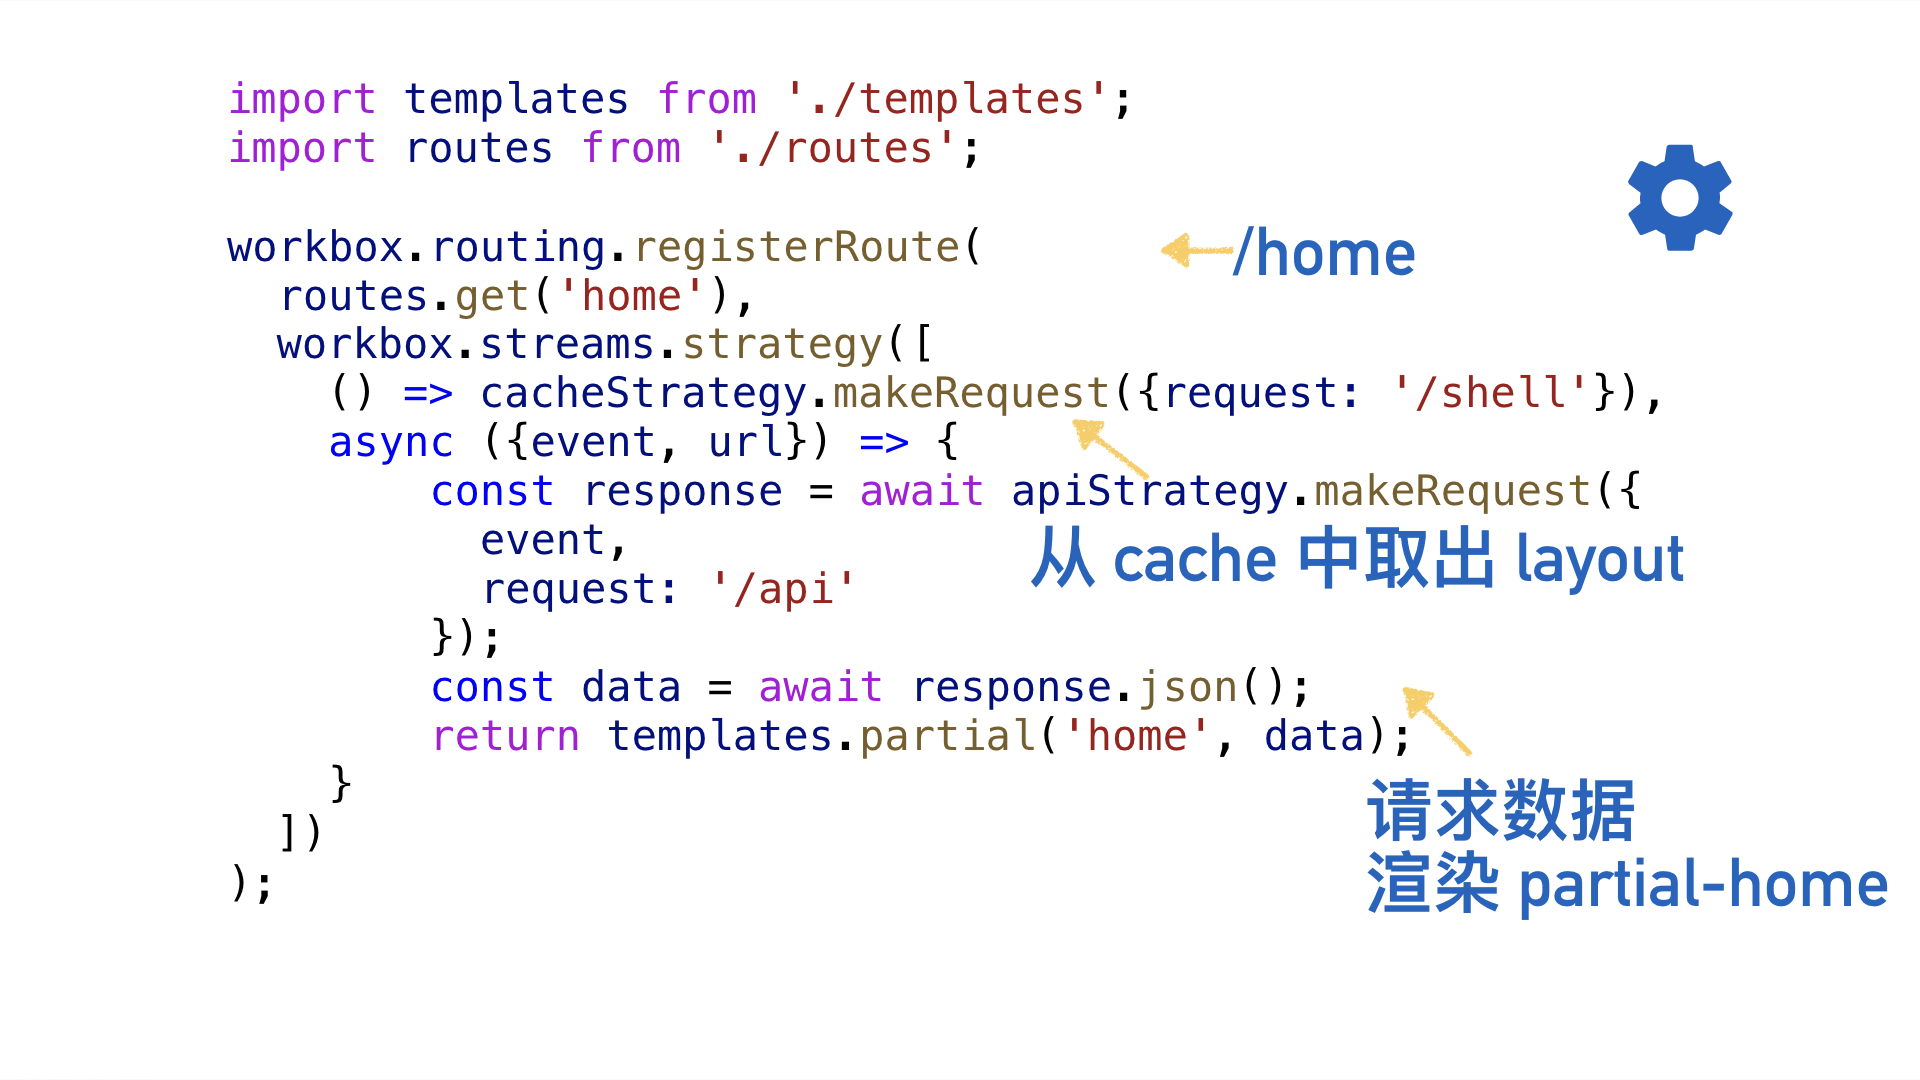 import templates from './templates';
import routes from './routes';
workbox.routing.registerRoute(
/home
routes.get('home'),
workbox.streams.strategy([
() => cacheStrategy.makeRequest({request: '/shell'}),
async ({event, url}) => {
const response = await apiStrategy.makeRequest({
event,
从 cache 中取出 layout
request: '/api'
});
const data = await response.json();
return templates.partial('home', data);
}
请求数据
])
渲染 partial-home
);